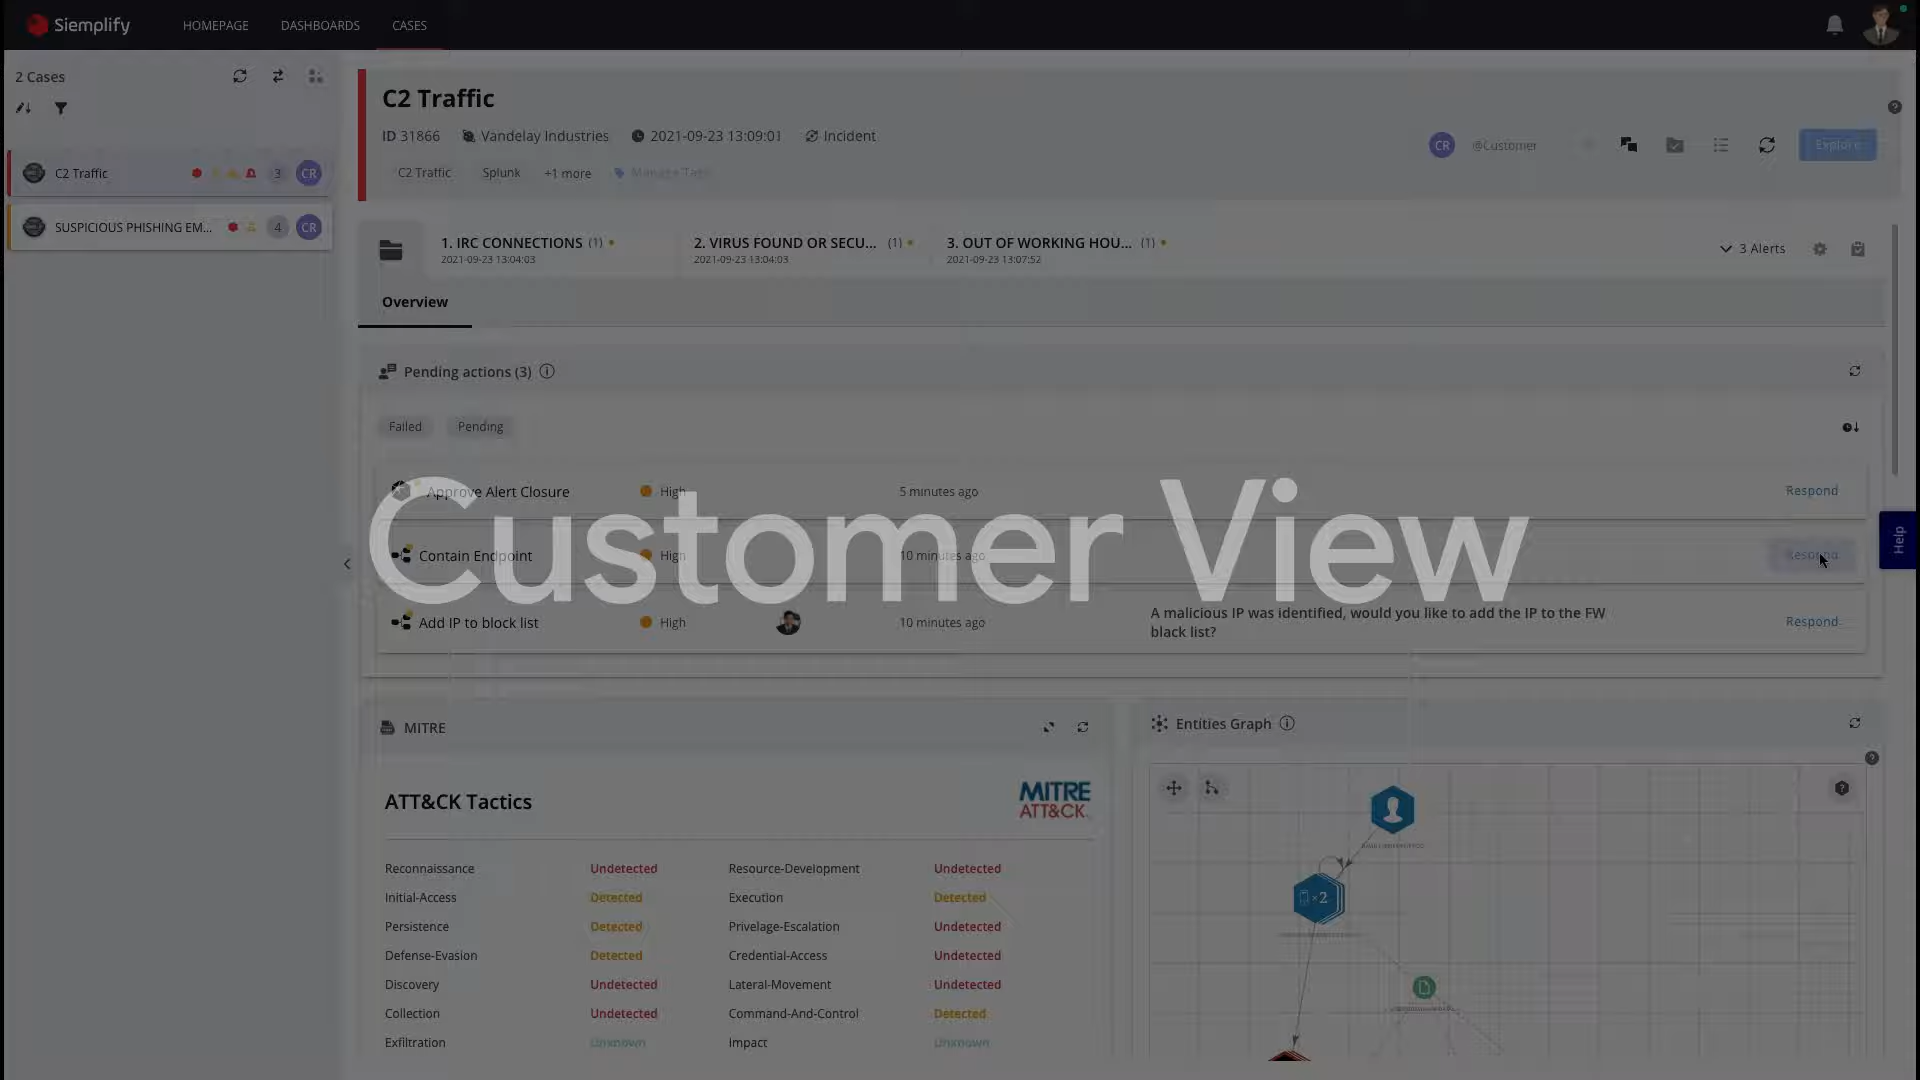 Siemplify
HOMEPAGE
DASHBOARDS
CASES
2 Cases
C2 Traffic
3
CR
SUSPICIOUS PHISHING EM...
4
CR
C2 Traffic
ID 31866
Vandelay Industries
2021-09-23 13:09:01
Incident
CR
@Customer
Explore
C2 Traffic
Splunk
+1 more
Manage Tags
1. IRC CONNECTIONS (1)
2021-09-23 13:04:03
2. VIRUS FOUND OR SECU... (1)
2021-09-23 13:04:03
3. OUT OF WORKING HOU... (1)
2021-09-23 13:07:52
3 Alerts
Overview
Pending actions (3)
Failed
Pending
Approve Alert Closure
High
5 minutes ago
Respond
Customer View
Contain Endpoint
High
10 minutes ago
Respond
Help
Add IP to block list
High
10 minutes ago
A malicious IP was identified, would you like to add the IP to the FW
black list?
Respond
MITRE
ATT&CK Tactics
MITRE
ATT&CK.
Reconnaissance Undetected Resource-Development Undetected
Initial-Access Detected Execution Detected
Persistence Detected Privelage-Escalation Undetected
Defense-Evasion Detected Credential-Access Undetected
Discovery Undetected Lateral-Movement Undetected
Collection Undetected Command-And-Control Detected
Exfiltration Unknown Impact Unknown
Entities Graph
×2